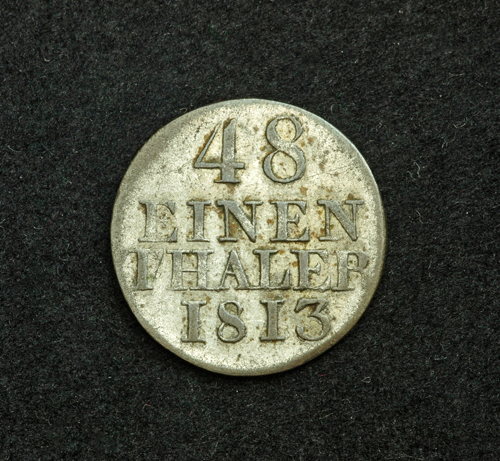 48
EINEN
THALER
1813